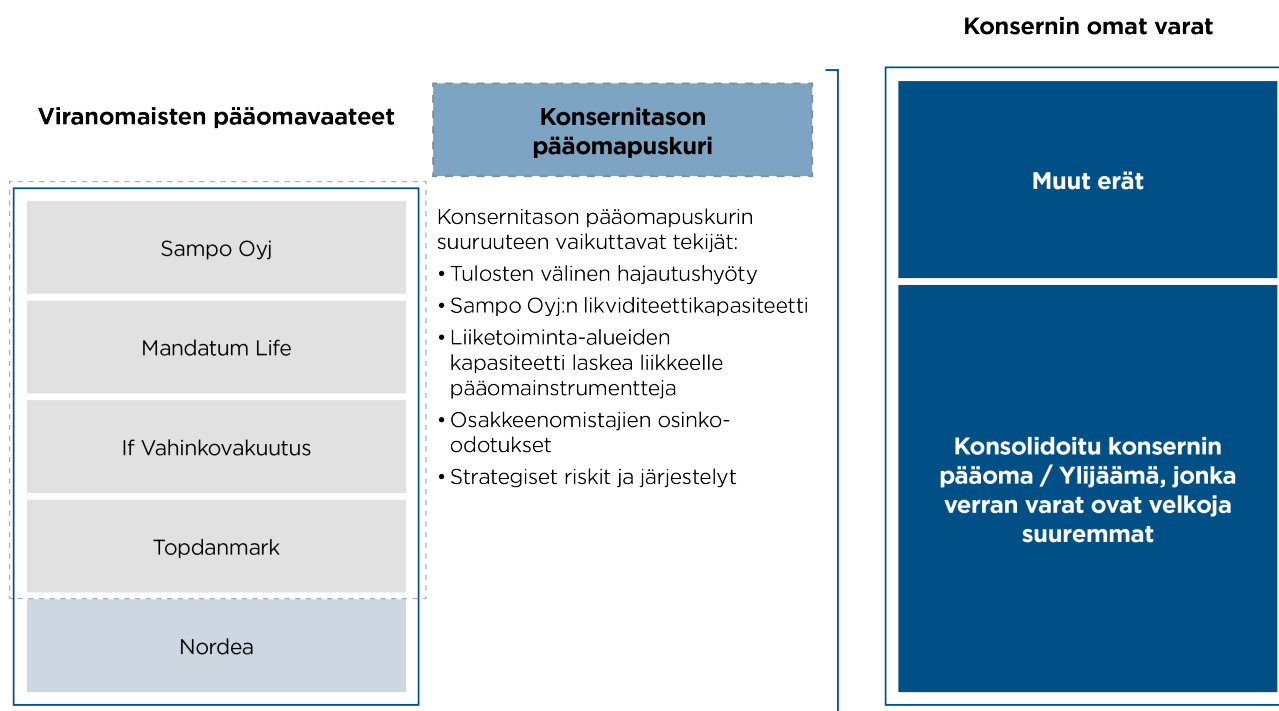 Konsernin omat varat
Viranomaisten pääomavaateet
Konsernitason
pääomapuskuri
Sampo Oyj
Mandatum Life
If Vahinkovakuutus
Topdanmark
Nordea
Konsernitason pääomapuskurin
suuruuteen vaikuttavat tekijät:
• Tulosten välinen hajautushyöty
• Sampo Oyj:n likviditeettikapasiteetti
• Liiketoiminta-alueiden
kapasiteetti laskea liikkeelle
pääomainstrumentteja
• Osakkeenomistajien osinko-
odotukset
• Strategiset riskit ja järjestelyt
Muut erät
Konsolidoitu konsernin
pääoma / Ylijäämä, jonka
verran varat ovat velkoja
suuremmat